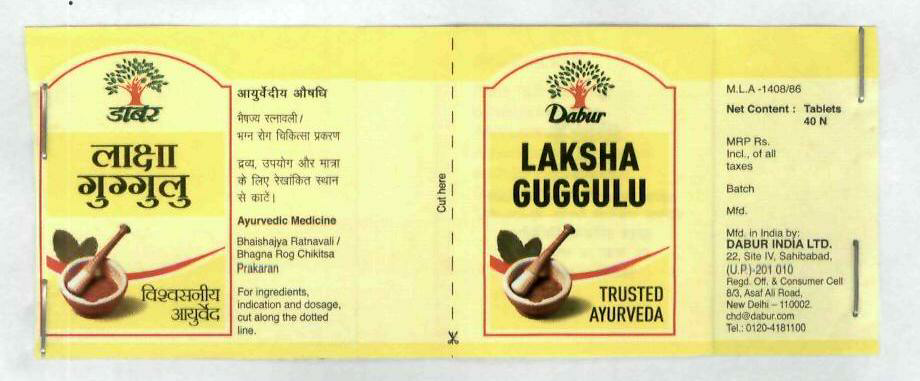 डाबर
लाक्षा
गुग्गुलु
विश्वसनीय
आयुर्वेद
आयुर्वेदीय औषधि
भैषज्य रत्नावली /
भग्न रोग चिकित्सा प्रकरण
द्रव्य, उपयोग और मात्रा
के लिए रेखांकित स्थान
से काटें।
Ayurvedic Medicine
Bhaishajya Ratnavali /
Bhagna Rog Chikitsa
Prakaran
For ingredients,
indication and dosage,
cut along the dotted
line.
Cut here
Dabur
LAKSHA
GUGGULU
TRUSTED
AYURVEDA
M.L.A -1408/86
Net Content : Tablets
40 N
MRP Rs.
Incl., of all
taxes
Batch
Mfd.
Mfd. in India by:
DABUR INDIA LTD.
22, Site IV, Sahibabad,
(U.P.)-201 010
Regd. Off. & Consumer Cell
8/3, Asaf Ali Road,
New Delhi – 110002.
chd@dabur.com
Tel.: 0120-4181100